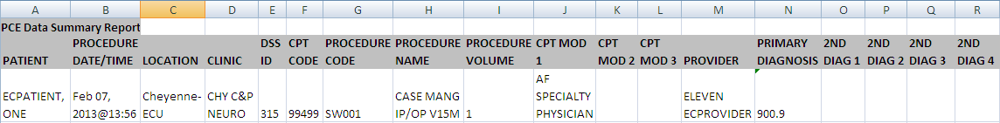 A B C D E F G H I J K L M N O P Q R
PCE Data Summary Report
PROCEDURE DSS CPT PROCEDURE PROCEDURE PROCEDURE CPT MOD CPT CPT PRIMARY 2ND 2ND 2ND 2ND
PATIENT DATE/TIME LOCATION CLINIC ID CODE CODE NAME VOLUME 1 MOD 2 MOD 3 PROVIDER DIAGNOSIS DIAG 1 DIAG 2 DIAG 3 DIAG 4
AF
ECPATIENT, Feb 07, Cheyenne- CHY C&P CASE MANG SPECIALTY ELEVEN
ONE 2013@13:56 ECU NEURO 315 99499 SW001 IP/OP V15M 1 PHYSICIAN ECPROVIDER 900.9